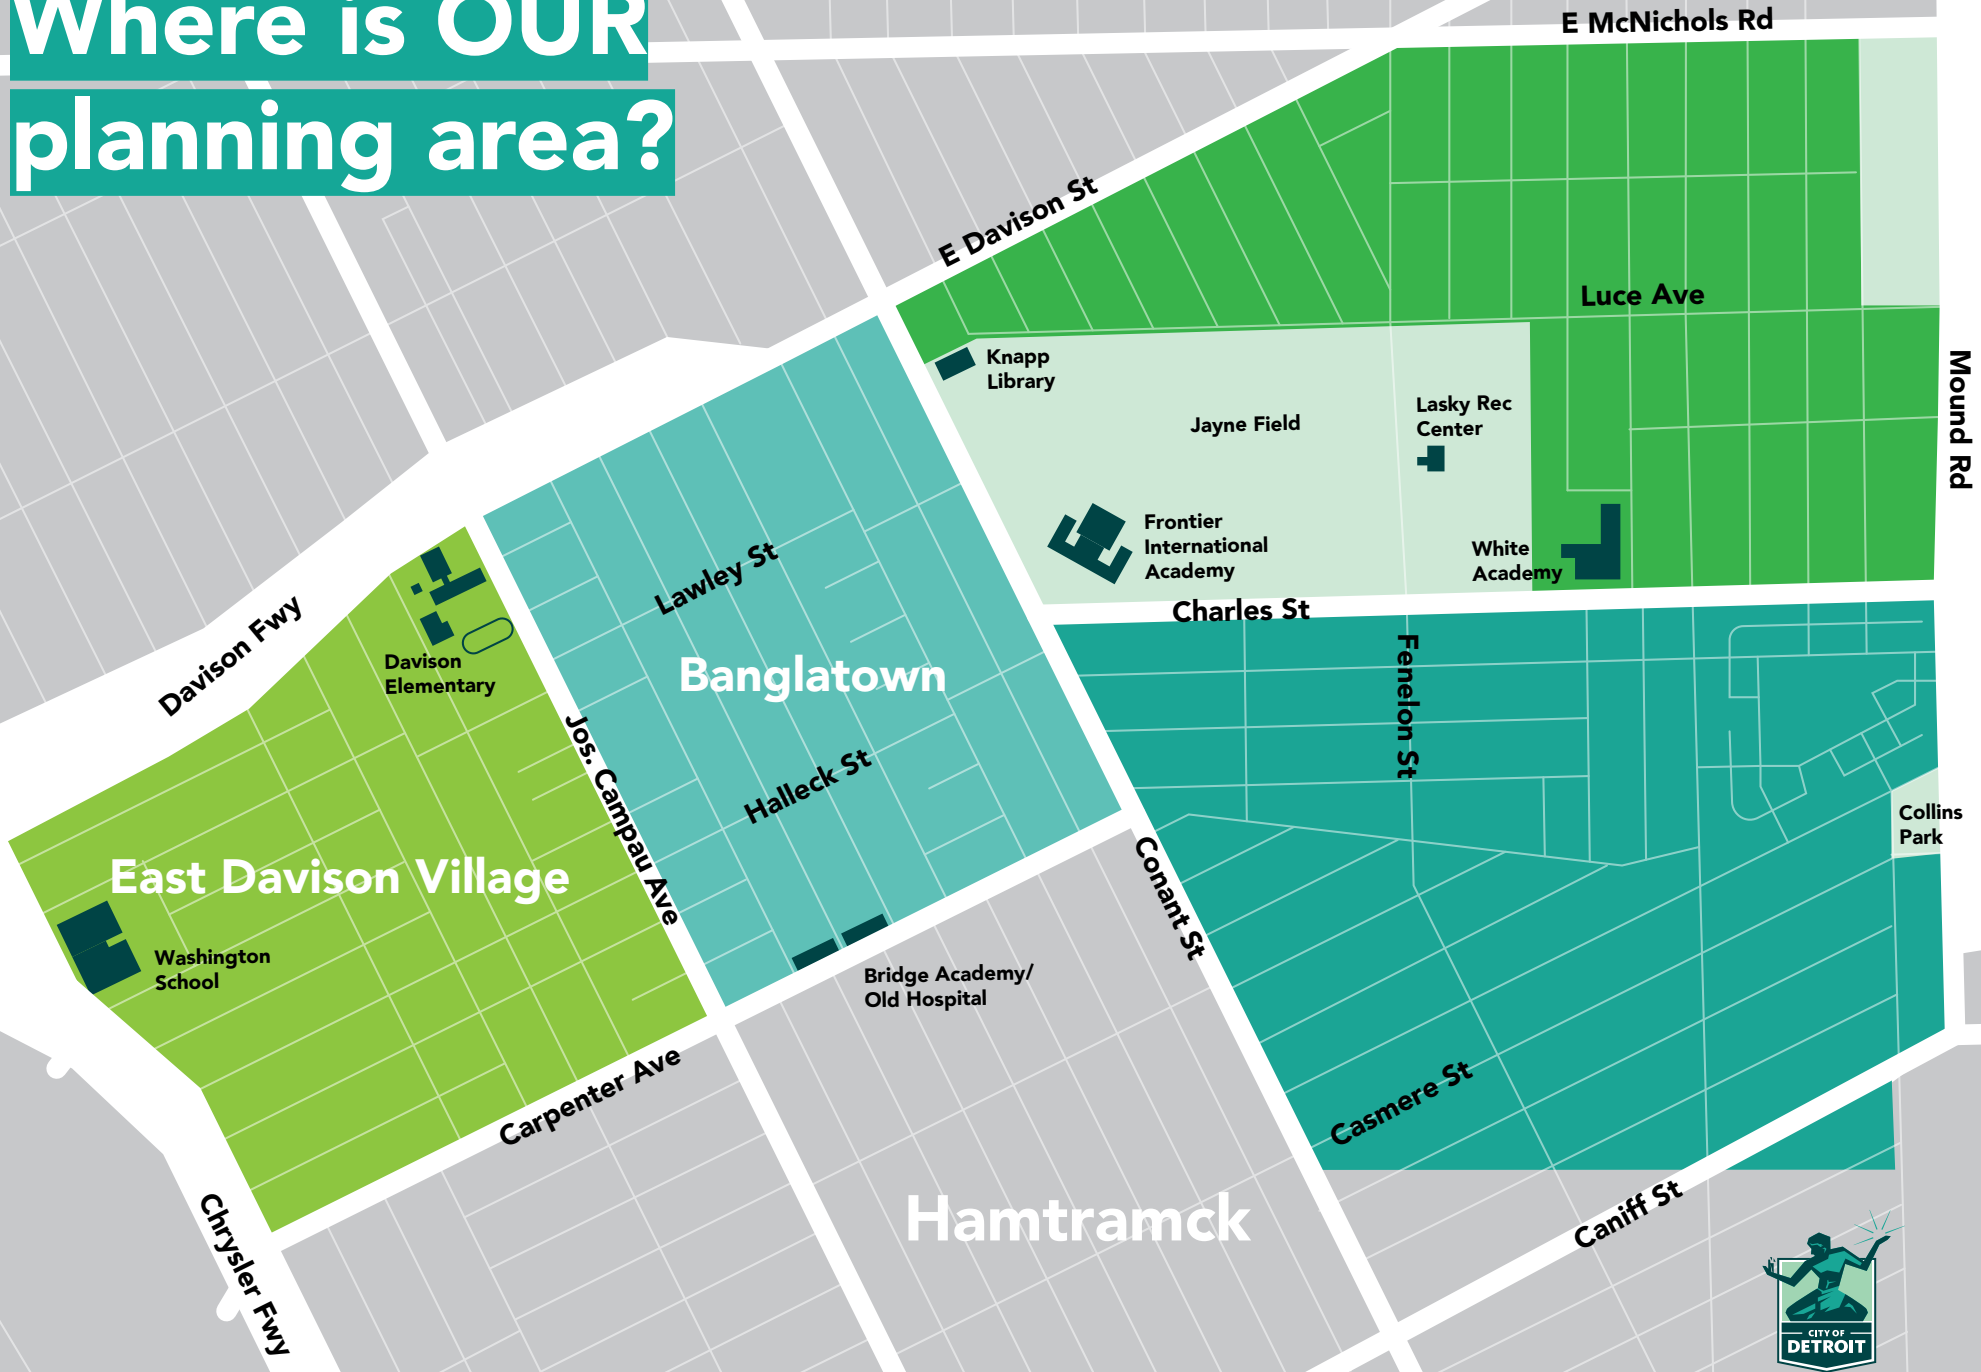 Where is OUR
planning area?
E McNichols Rd
E Davison St
Luce Ave
Knapp
Library
Jayne Field
Lasky Rec
Center
Mound Rd
Frontier
International
Academy
White
Academy
Charles St
Lawley St
Davison Fwy
Davison
Elementary
Banglatown
Fenelon St
Jos. Campau Ave
Halleck St
Collins
Park
East Davison Village
Conant St
Washington
School
Bridge Academy/
Old Hospital
Carpenter Ave
Casmere St
Hamtramck
Caniff St
Chrysler Fwy
CITY OF
DETROIT